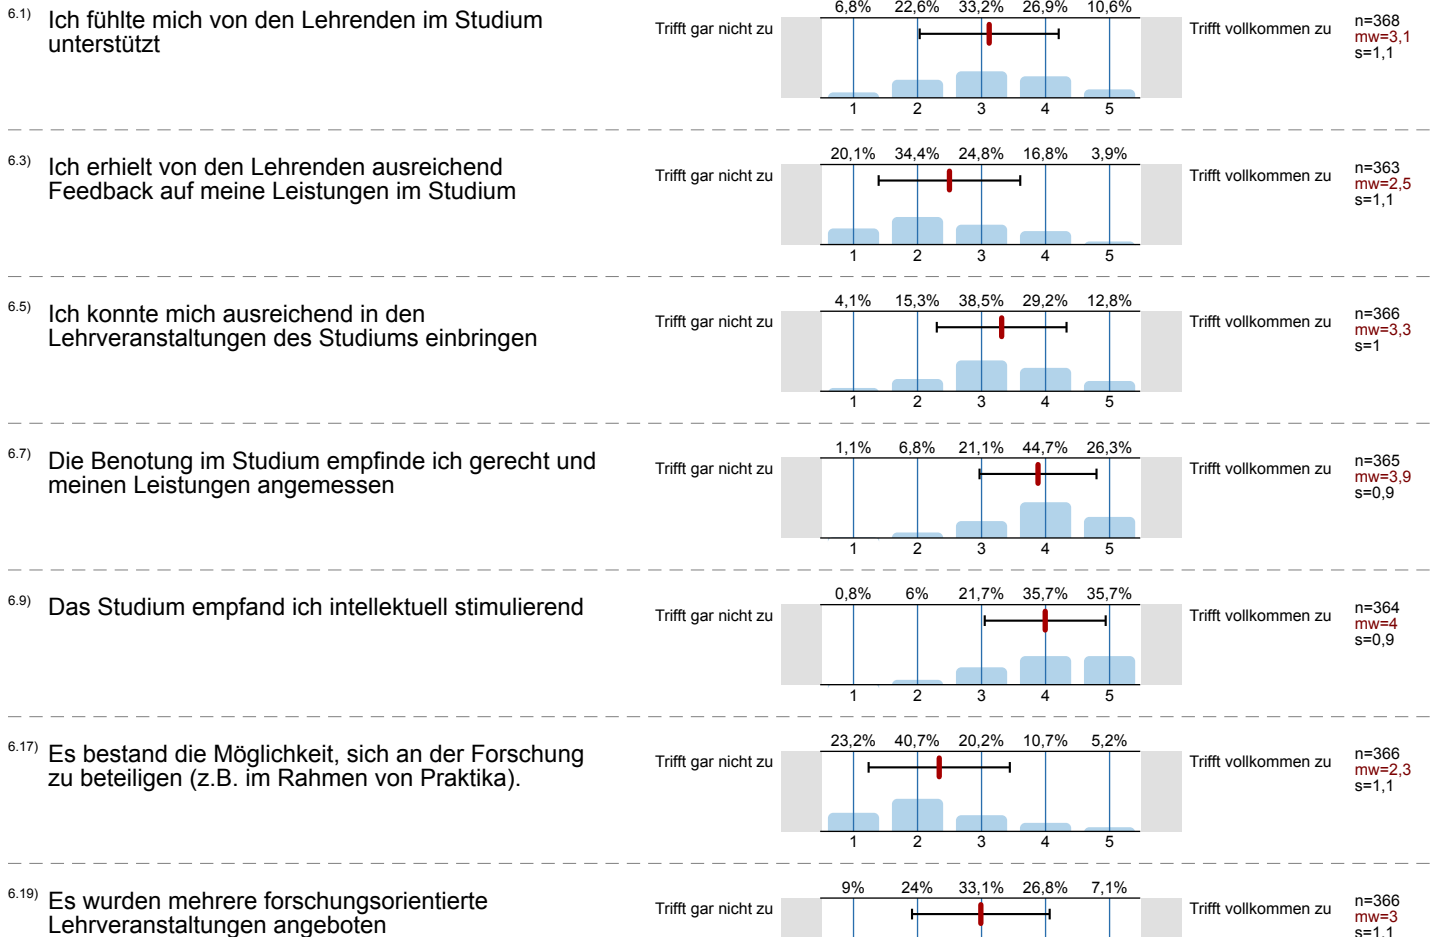 6.1) Ich fühlte mich von den Lehrenden im Studium
unterstützt
Trifft gar nicht zu
6,8% 22,6% 33,2% 26,9% 10,6%
1 2 3 4 5
Trifft vollkommen zu
n=368
mw=3,1
s=1,1
6.3) Ich erhielt von den Lehrenden ausreichend
Feedback auf meine Leistungen im Studium
Trifft gar nicht zu
20,1% 34,4% 24,8% 16,8% 3,9%
1 2 3 4 5
Trifft vollkommen zu
n=363
mw=2,5
s=1,1
6.5) Ich konnte mich ausreichend in den
Lehrveranstaltungen des Studiums einbringen
Trifft gar nicht zu
4,1% 15,3% 38,5% 29,2% 12,8%
1 2 3 4 5
Trifft vollkommen zu
n=366
mw=3,3
s=1
6.7) Die Benotung im Studium empfinde ich gerecht und
meinen Leistungen angemessen
Trifft gar nicht zu
1,1% 6,8% 21,1% 44,7% 26,3%
1 2 3 4 5
Trifft vollkommen zu
n=365
mw=3,9
s=0,9
6.9) Das Studium empfand ich intellektuell stimulierend
Trifft gar nicht zu
0,8% 6% 21,7% 35,7% 35,7%
1 2 3 4 5
Trifft vollkommen zu
n=364
mw=4
s=0,9
6.17) Es bestand die Möglichkeit, sich an der Forschung
zu beteiligen (z.B. im Rahmen von Praktika).
Trifft gar nicht zu
23,2% 40,7% 20,2% 10,7% 5,2%
1 2 3 4 5
Trifft vollkommen zu
n=366
mw=2,3
s=1,1
6.19) Es wurden mehrere forschungsorientierte
Lehrveranstaltungen angeboten
Trifft gar nicht zu
9% 24% 33,1% 26,8% 7,1%
Trifft vollkommen zu
n=366
mw=3
s=1,1